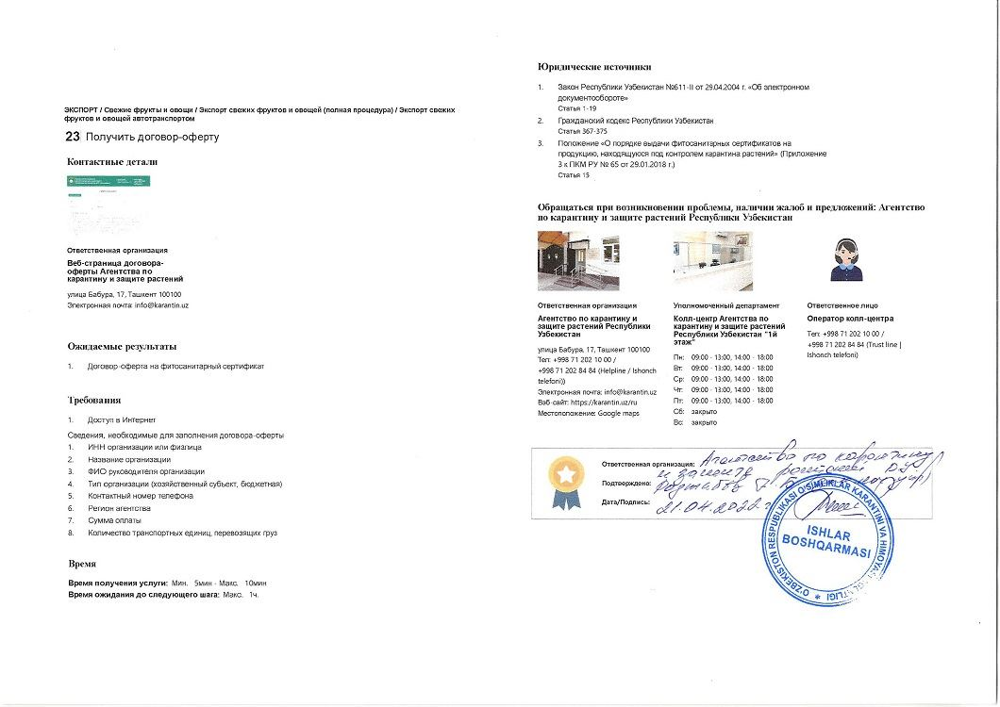 ЭКСПОРТ / Свежие фрукты и овощи / Экспорт свежих фруктов и овощей (полная процедура) / Экспорт свежих
фруктов и овощей автотранспортом
23 Получить договор-оферту
Контактные детали
Ответственная организация
Веб-страница договора-
оферты Агентства по
карантину и защите растений
улица Бабура, 17, Ташкент 100100
Электронная почта: info@karantin.uz
Ожидаемые результаты
1. Договор-оферта на фитосанитарный сертификат
Требования
1. Доступ в Интернет
Сведения, необходимые для заполнения договора-оферты
1. ИНН организации или физлица
2. Название организации
3. ФИО руководителя организации
4. Тип организации (хозяйственный субъект, бюджетная)
5. Контактный номер телефона
6. Регион агентства
7. Сумма оплаты
8. Количество транспортных единиц, перевозящих груз
Время
Время получения услуги: Мин. 5мин - Макс. 10мин
Время ожидания до следующего шага: Макс. 1ч.
Юридические источники
1. Закон Республики Узбекистан №611-II от 29.04.2004 г. «Об электронном
документообороте»
Статья 1-19
2. Гражданский кодекс Республики Узбекистан
Статья 367-375
3. Положение «О порядке выдачи фитосанитарных сертификатов на
продукцию, находящуюся под контролем карантина растений» (Приложение
3 к ПКМ РУ № 65 от 29.01.2018 г.)
Статья 15
Обращаться при возникновении проблемы, наличии жалоб и предложений: Агентство
по карантину и защите растений Республики Узбекистан
Ответственная организация
Агентство по карантину и
защите растений Республики
Узбекистан
улица Бабура, 17, Ташкент 100100
Тел: +998 71 202 10 00 /
+998 71 202 84 84 (Helpline / Ishonch
telefoni))
Электронная почта: info@karantin.uz
Вэб-сайт: https://karantin.uz/ru
Местоположение: Google maps
Уполномоченный департамент
Колл-центр Агентства по
карантину и защите растений
Республики Узбекистан "1й
этаж"
Пн: 09:00 - 13:00, 14:00 - 18:00
Вт: 09:00 - 13:00, 14:00 - 18:00
Ср: 09:00 - 13:00, 14:00 - 18:00
Чт: 09:00 - 13:00, 14:00 - 18:00
Пт: 09:00 - 13:00, 14:00 - 18:00
Сб: закрыто
Вс: закрыто
Ответственное лицо
Оператор колл-центра
Тел: +998 71 202 10 00 /
+998 71 202 84 84 (Trust line |
Ishonch telefoni)
Ответственная организация: Агентство по карантину
и защите растений РУз
Подтверждено:
Дата/Подпись: 21.04.2022 г
O'ZBEKISTON RESPUBLIKASI O'SIMLIKLAR KARANTINI VA HIMOYASI
ISHLAR
BOSHQARMASI